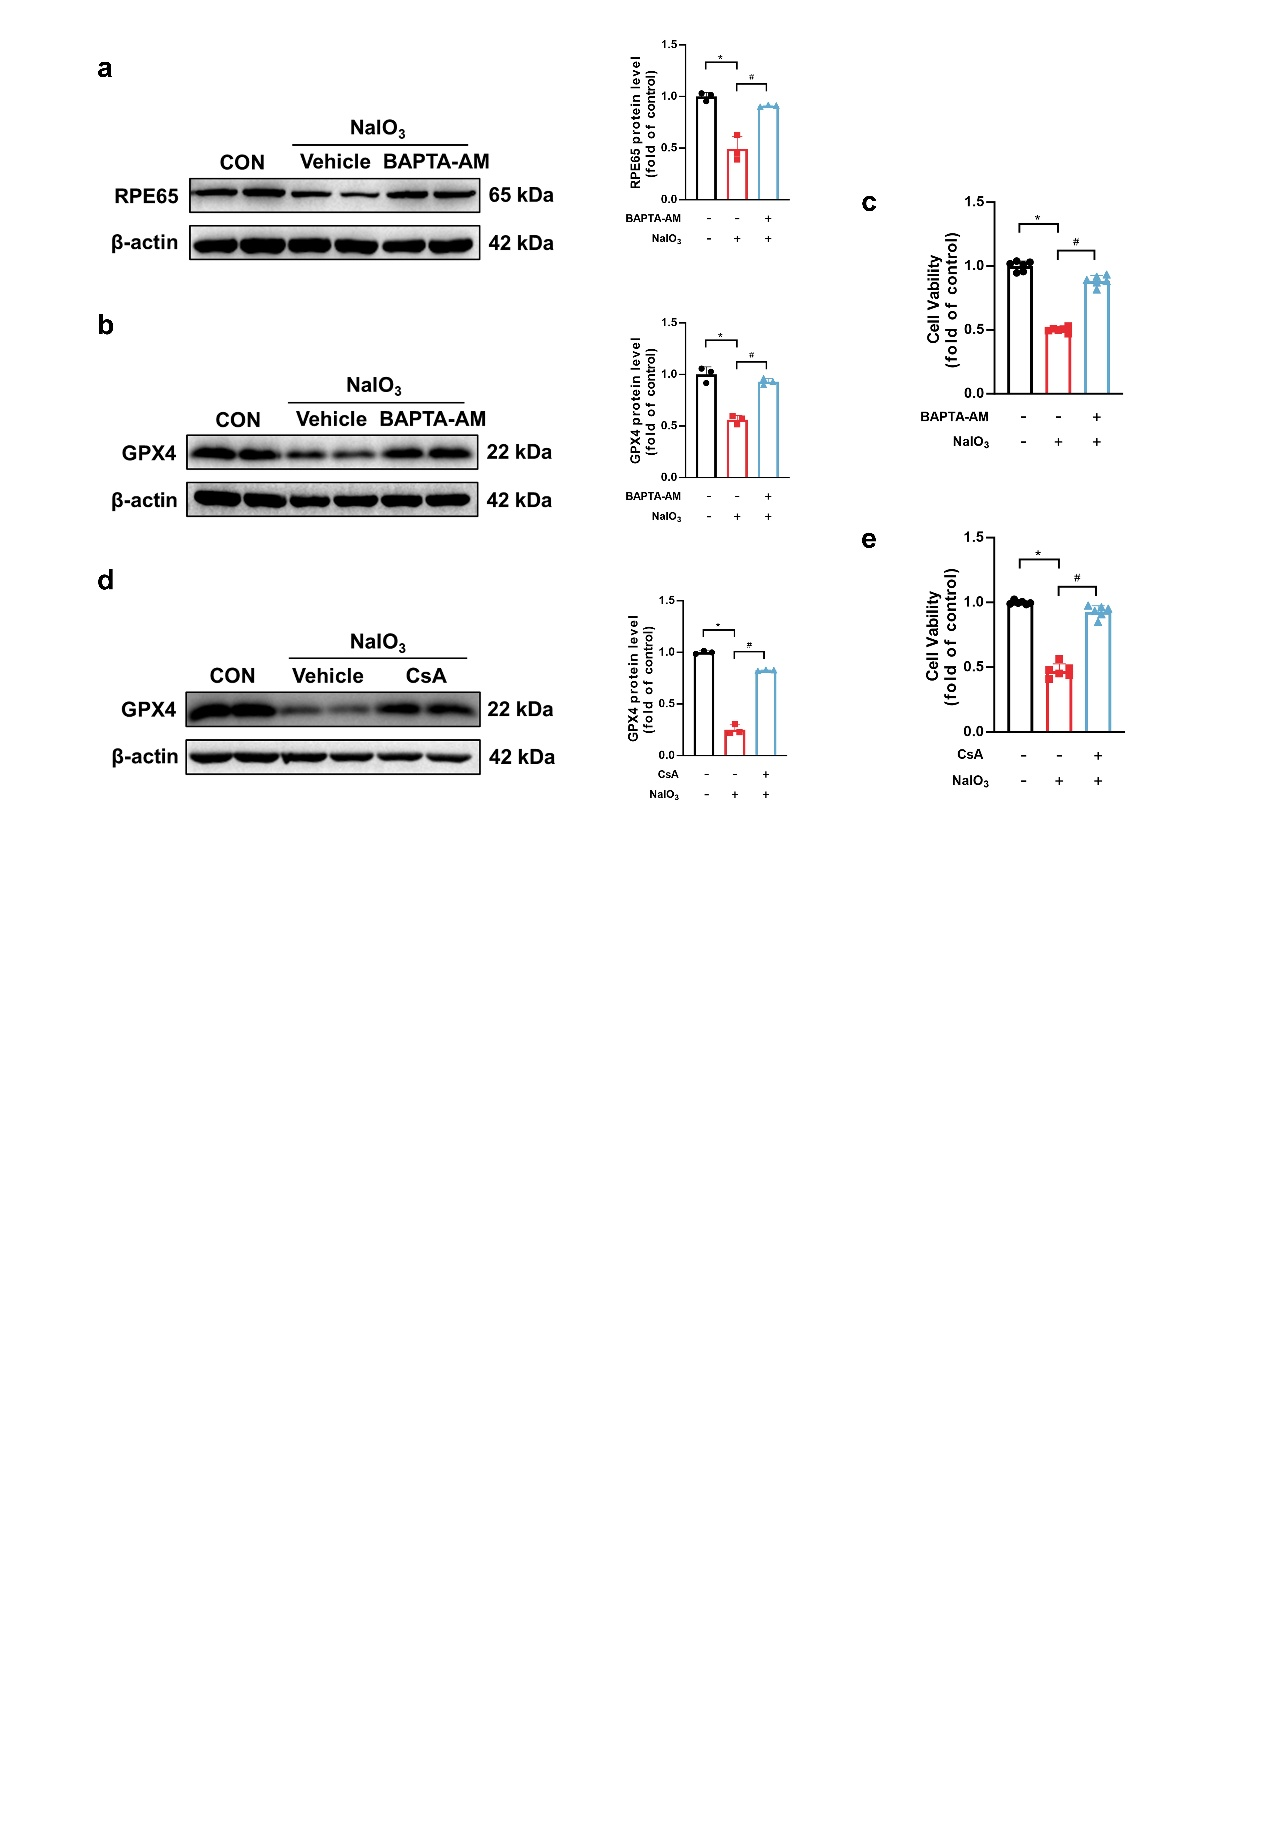 a
NaIO3
CON Vehicle BAPTA-AM
RPE65 65 kDa
β-actin 42 kDa
RPE65 protein level
(fold of control)
1.5
1.0
0.5
0.0
* #
BAPTA-AM - - +
NaIO3 - + +
b
NaIO3
CON Vehicle BAPTA-AM
GPX4 22 kDa
β-actin 42 kDa
GPX4 protein level
(fold of control)
1.5
1.0
0.5
0.0
* #
BAPTA-AM - - +
NaIO3 - + +
c
Cell Vability
(fold of control)
1.5
1.0
0.5
0.0
* #
BAPTA-AM - - +
NaIO3 - + +
d
NaIO3
CON Vehicle CsA
GPX4 22 kDa
β-actin 42 kDa
GPX4 protein level
(fold of control)
1.5
1.0
0.5
0.0
* #
CsA - - +
NaIO3 - + +
e
Cell Vability
(fold of control)
1.5
1.0
0.5
0.0
* #
CsA - - +
NaIO3 - + +